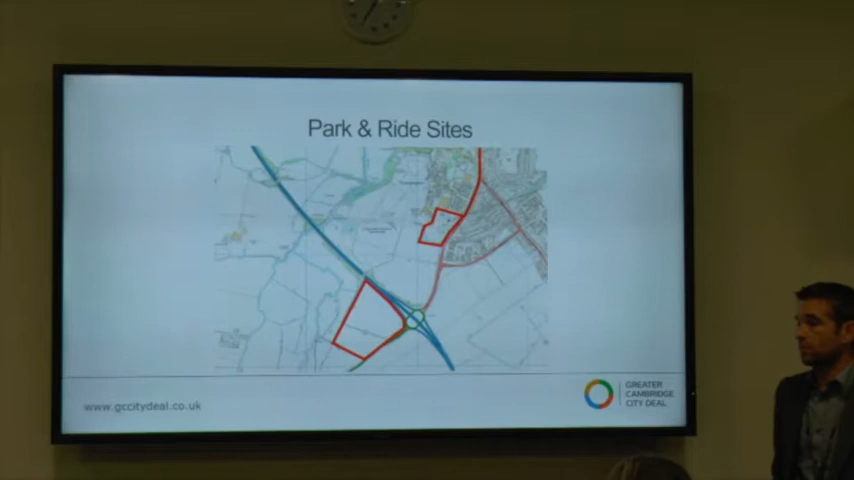 Park & Ride Sites
www.gccitydeal.co.uk
GREATER
CAMBRIDGE
CITY DEAL